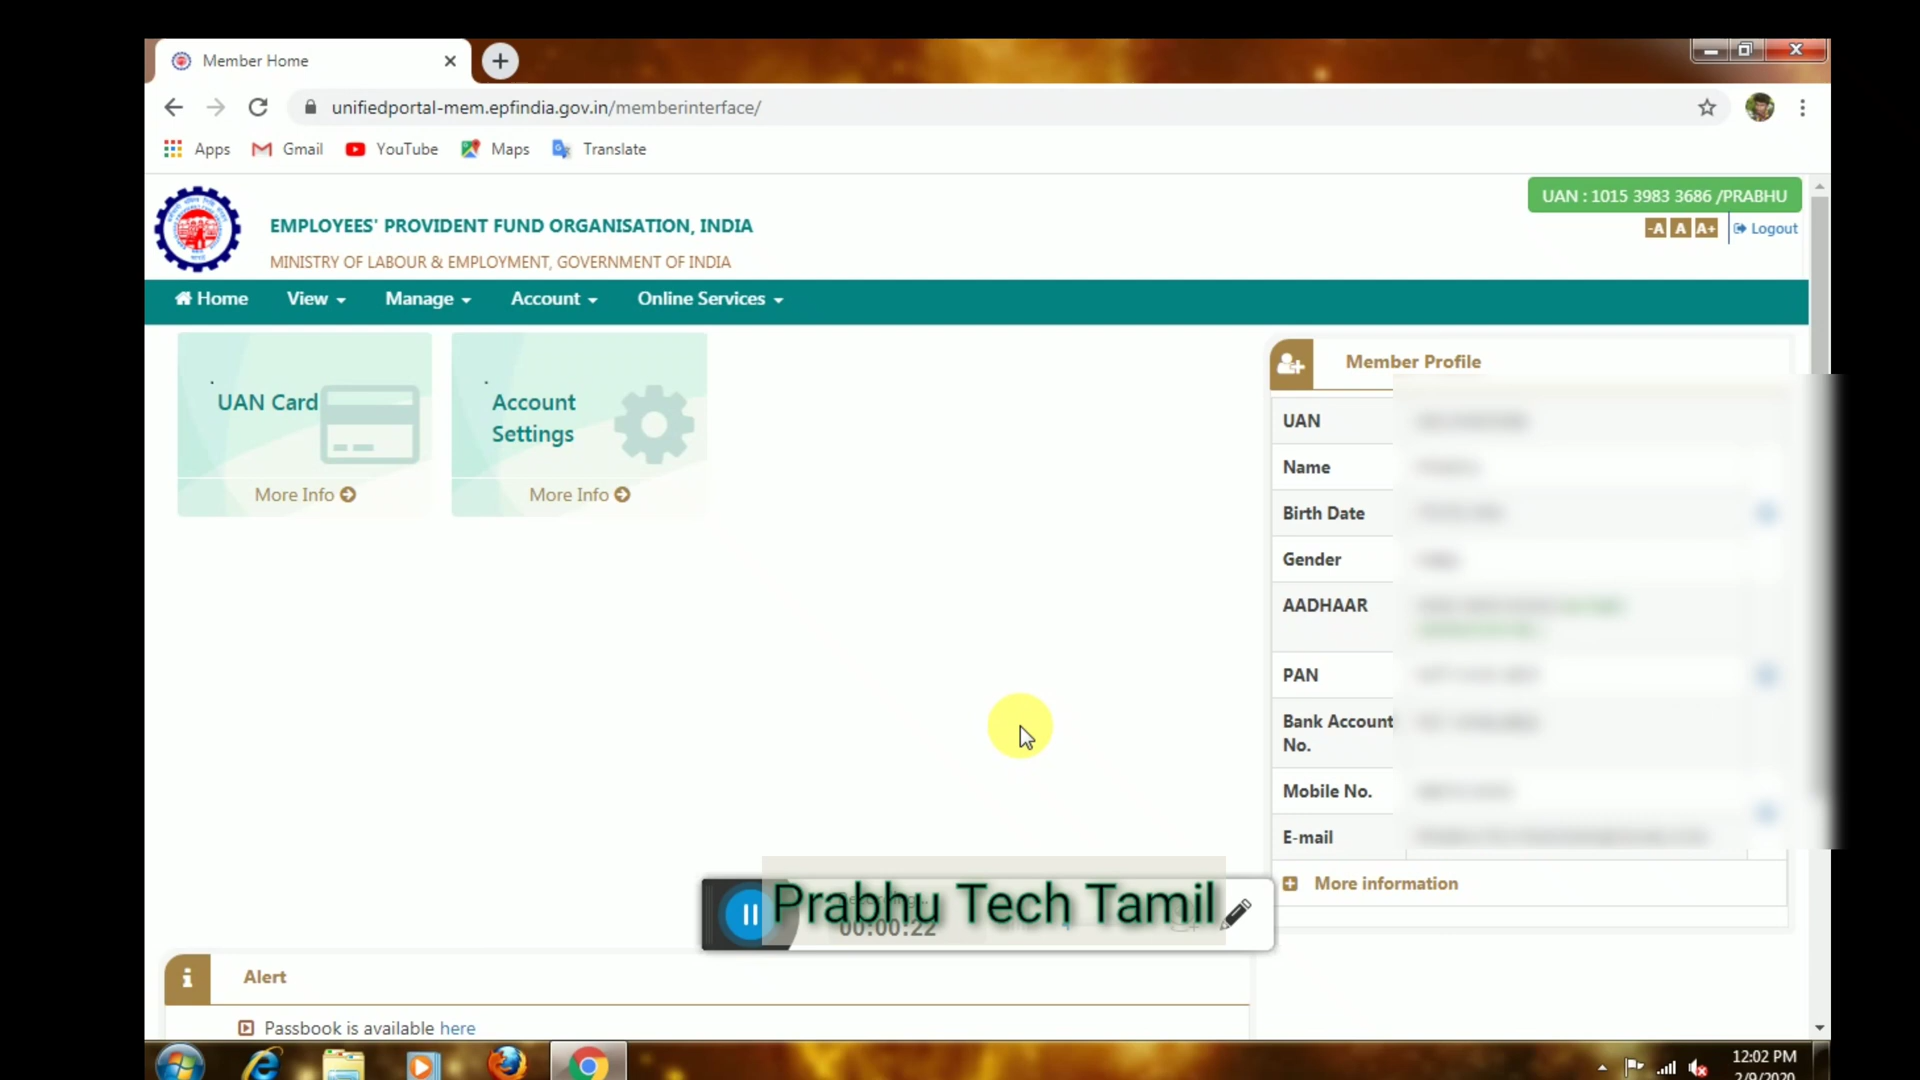 Member Home
unifiedportal-mem.epfindia.gov.in/memberinterface/
Apps Gmail YouTube Maps Translate
UAN : 1015 3983 3686 /PRABHU
EMPLOYEES' PROVIDENT FUND ORGANISATION, INDIA
-A A A+ Logout
MINISTRY OF LABOUR & EMPLOYMENT, GOVERNMENT OF INDIA
Home View Manage Account Online Services
UAN Card
More Info
Account
Settings
More Info
Member Profile
UAN
Name
Birth Date
Gender
AADHAAR
PAN
Bank Account
No.
Mobile No.
E-mail
More information
Prabhu Tech Tamil
00:00:22
Alert
Passbook is available here
12:02 PM
2/9/2020